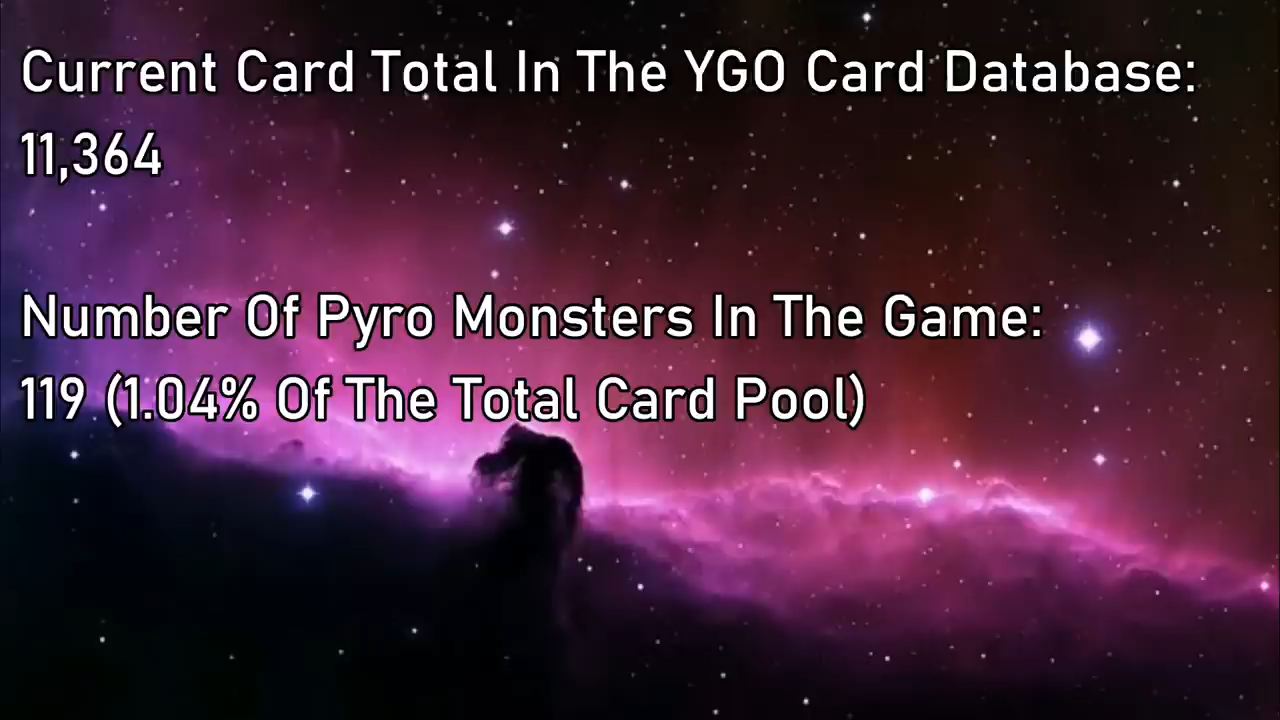 Current Card Total In The YGO Card Database:
11,364
Number Of Pyro Monsters In The Game:
119 (1.04% Of The Total Card Pool)